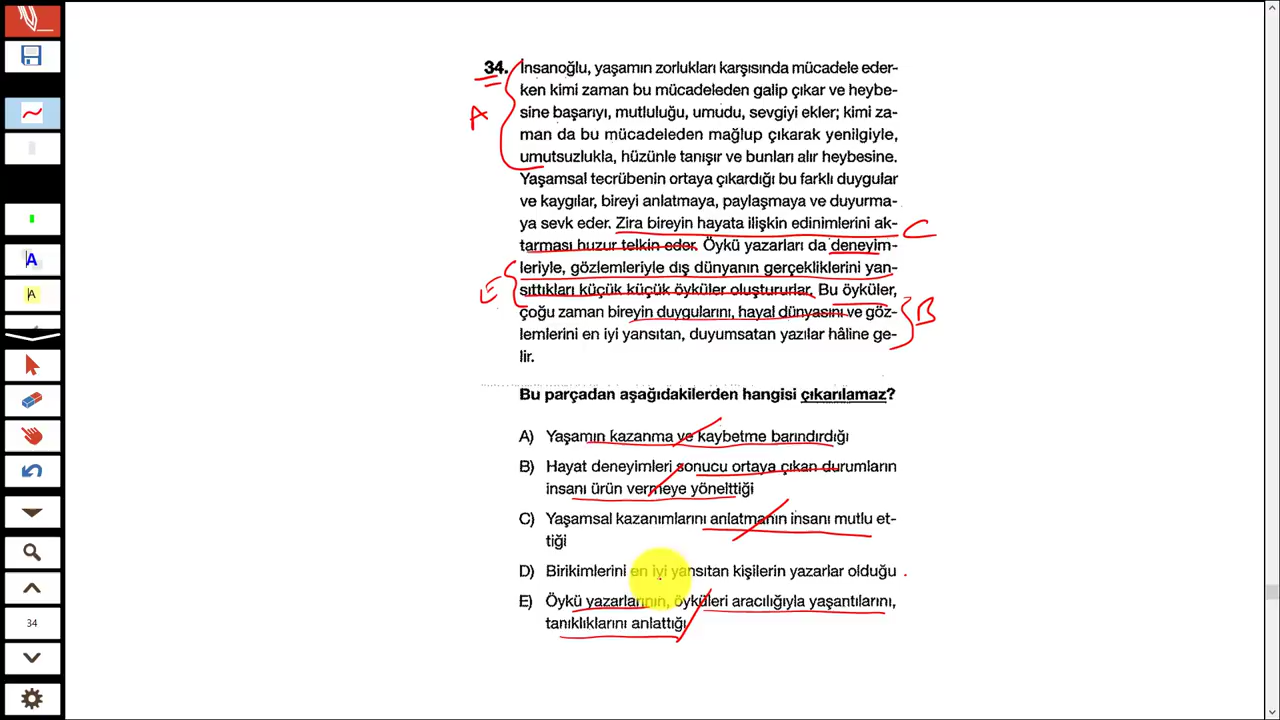 34. İnsanoğlu, yaşamın zorlukları karşısında mücadele eder-
ken kimi zaman bu mücadeleden galip çıkar ve heybe-
sine başarıyı, mutluluğu, umudu, sevgiyi ekler; kimi za-
A
man da bu mücadeleden mağlup çıkarak yenilgiyle,
umutsuzlukla, hüzünle tanışır ve bunları alır heybesine.
Yaşamsal tecrübenin ortaya çıkardığı bu farklı duygular
ve kaygılar, bireyi anlatmaya, paylaşmaya ve duyurma-
ya sevk eder. Zira bireyin hayata ilişkin edinimlerini ak- C
tarması huzur telkin eder. Öykü yazarları da deneyim-
leriyle, gözlemleriyle dış dünyanın gerçekliklerini yan-
E sıttıkları küçük küçük öyküler oluştururlar. Bu öyküler,
çoğu zaman bireyin duygularını, hayal dünyasını ve göz- B
lemlerini en iyi yansıtan, duyumsatan yazılar hâline ge-
lir.
Bu parçadan aşağıdakilerden hangisi çıkarılamaz?
A) Yaşamın kazanma ve kaybetme barındırdığı
B) Hayat deneyimleri sonucu ortaya çıkan durumların
insanı ürün vermeye yönelttiği
C) Yaşamsal kazanımlarını anlatmanın insanı mutlu et-
tiği
D) Birikimlerini en iyi yansıtan kişilerin yazarlar olduğu
E) Öykü yazarlarının, öyküleri aracılığıyla yaşantılarını,
tanıklıklarını anlattığı
A
A
34